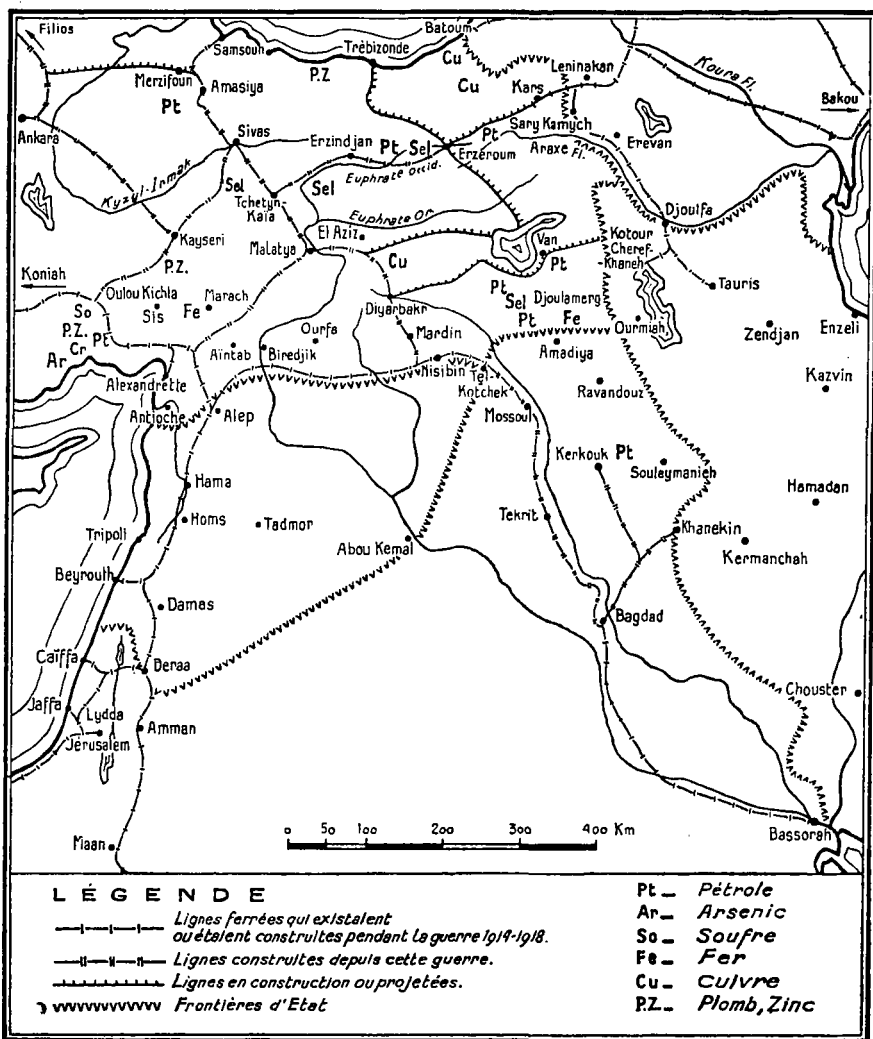 Filios
Batoum
Samsoun
Trèbizonde
Cu
Leninakan
P.Z
Koura Fl.
Merzifoun
Amasiya
Cu
Kars
Pt
Bakou
Ankara
Sary Kamych
Sivas
Erzindjan
Pt
Sel
Pt
Erevan
Erzéroum
Araxe Fl.
Kyzyl-Irmak
Sel
Tchetyn-
Kaïa
Sel
Euphrate occid.
Euphrate Or.
Djoulfa
Kayseri
El Aziz
Van
Kotour
Cheref-
Khaneh
Malatya
Pt
P.Z.
Cu
Koniah
Tauris
Oulou Kichla
Sis
Marach
Diyarbakr
Pt
Sel
Djoulamerg
So
Fe
Pt
Fe
Ourmiah
Enzeli
P.Z.
Ourfa
Mardin
Zendjan
Cr
Pt
Aïntab
Biredjik
Amadiya
Ar
Nisibin
Tel-
Kotchek
Alexandrette
Ravandouz
Kazvin
Antioche
Alep
Mossoul
Kerkouk
Pt
Souleymanieh
Hama
Hamadan
Homs
Tadmor
Tekrit
Khanekin
Tripoli
Abou Kemal
Kermanchah
Beyrouth
Damas
Bagdad
Caïffa
Deraa
Chouster
Jaffa
Lydda
Amman
Jérusalem
0 50 100 200 300 400 Km
Maan
Bassorah
LÉGENDE
Lignes ferrées qui existaient
ou étaient construites pendant la guerre 1914-1918.
Lignes construites depuis cette guerre.
Lignes en construction ou projetées.
Frontières d'Etat
Pt _ Pétrole
Ar _ Arsenic
So _ Soufre
Fe _ Fer
Cu _ Cuivre
P.Z _ Plomb, Zinc